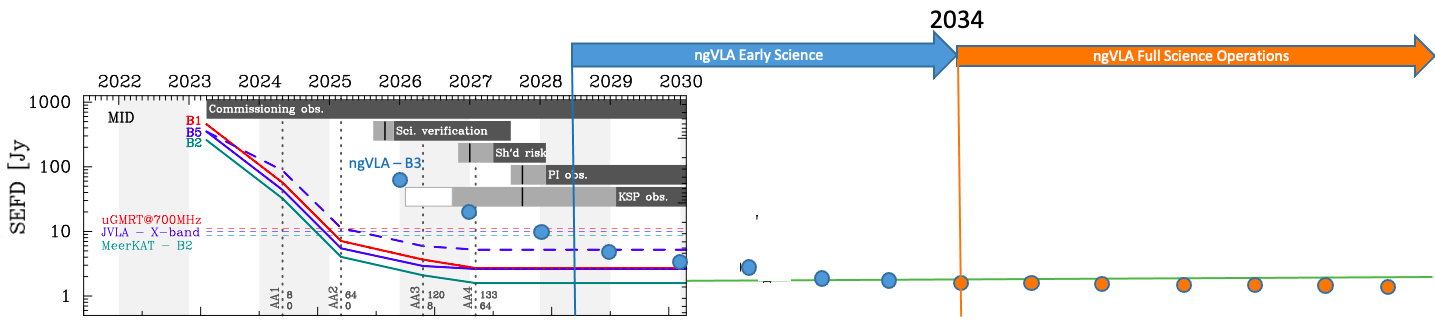 2034
ngVLA Early Science
ngVLA Full Science Operations
2022 2023 2024 2025 2026 2027 2028 2029 2030
1000
100
10
1
SEFD [Jy
MID
Commissioning obs.
Sci. verification
Sh'd risk
PI obs.
KSP obs.
B1
B5
B2
ngVLA – B3
uGMRT@700MHz
JVLA – X-band
MeerKAT – B2
AA1 8 0
AA2 64 0
AA3 120 8
AA4 133 64